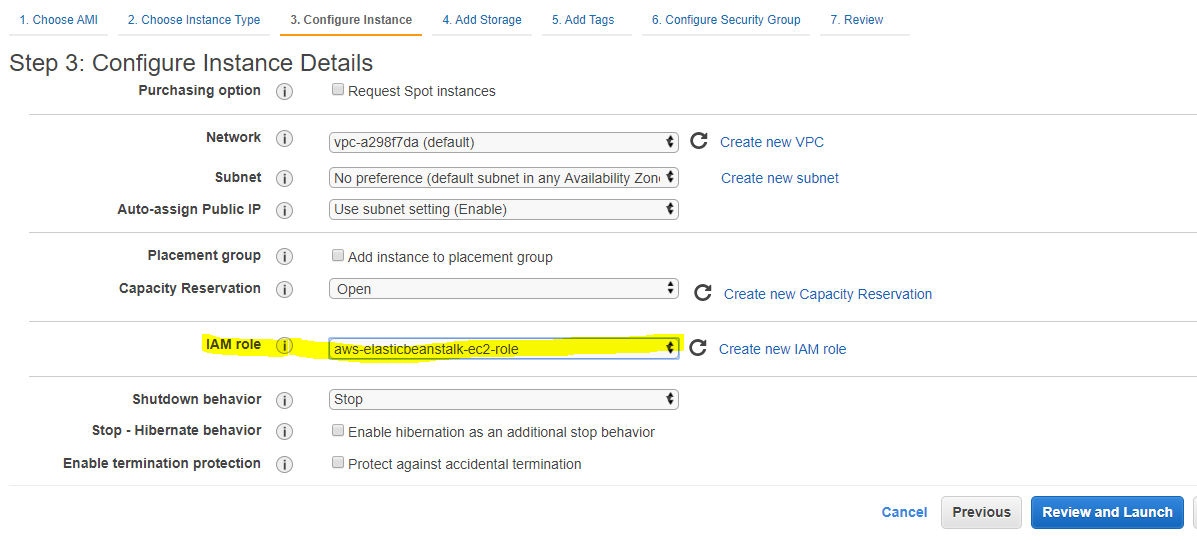 1. Choose AMI 2. Choose Instance Type 3. Configure Instance 4. Add Storage 5. Add Tags 6. Configure Security Group 7. Review
Step 3: Configure Instance Details
Purchasing option i Request Spot instances
Network i vpc-a298f7da (default) Create new VPC
Subnet i No preference (default subnet in any Availability Zon Create new subnet
Auto-assign Public IP i Use subnet setting (Enable)
Placement group i Add instance to placement group
Capacity Reservation i Open Create new Capacity Reservation
IAM role i aws-elasticbeanstalk-ec2-role Create new IAM role
Shutdown behavior i Stop
Stop - Hibernate behavior i Enable hibernation as an additional stop behavior
Enable termination protection i Protect against accidental termination
Cancel Previous Review and Launch